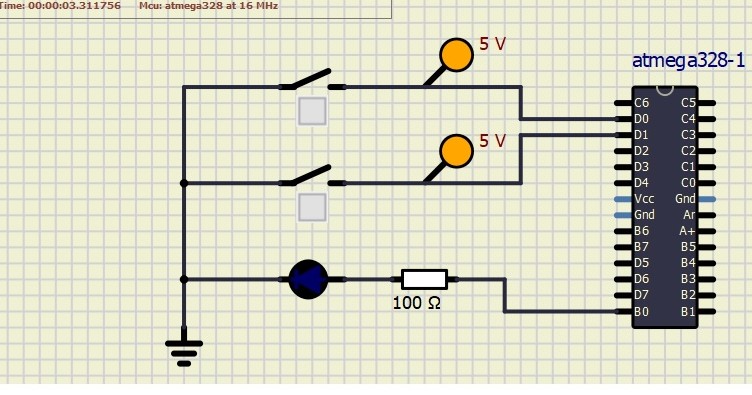 Time: 00:00:03.311756 Mcu: atmega328 at 16 MHz
5 V
atmega328-1
5 V
100 Ω
C6 C5
D0 C4
D1 C3
D2 C2
D3 C1
D4 C0
Vcc Gnd
Gnd Ar
B6 A+
B7 B5
D5 B4
D6 B3
D7 B2
B0 B1